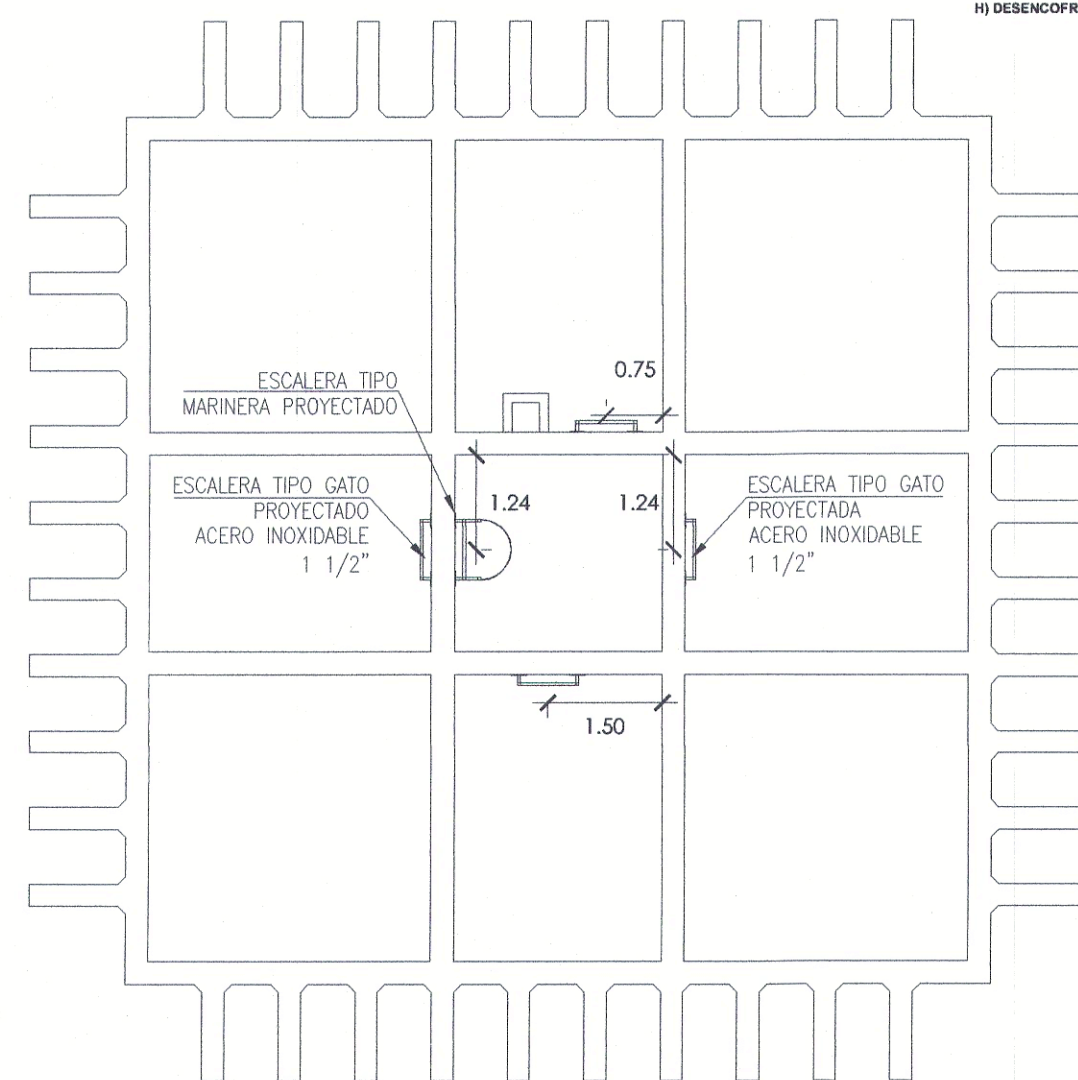 H) DESENCOFR
0.75
ESCALERA TIPO
MARINERA PROYECTADO
ESCALERA TIPO GATO
PROYECTADO
ACERO INOXIDABLE
1 1/2”
1.24
1.24
ESCALERA TIPO GATO
PROYECTADA
ACERO INOXIDABLE
1 1/2”
1.50